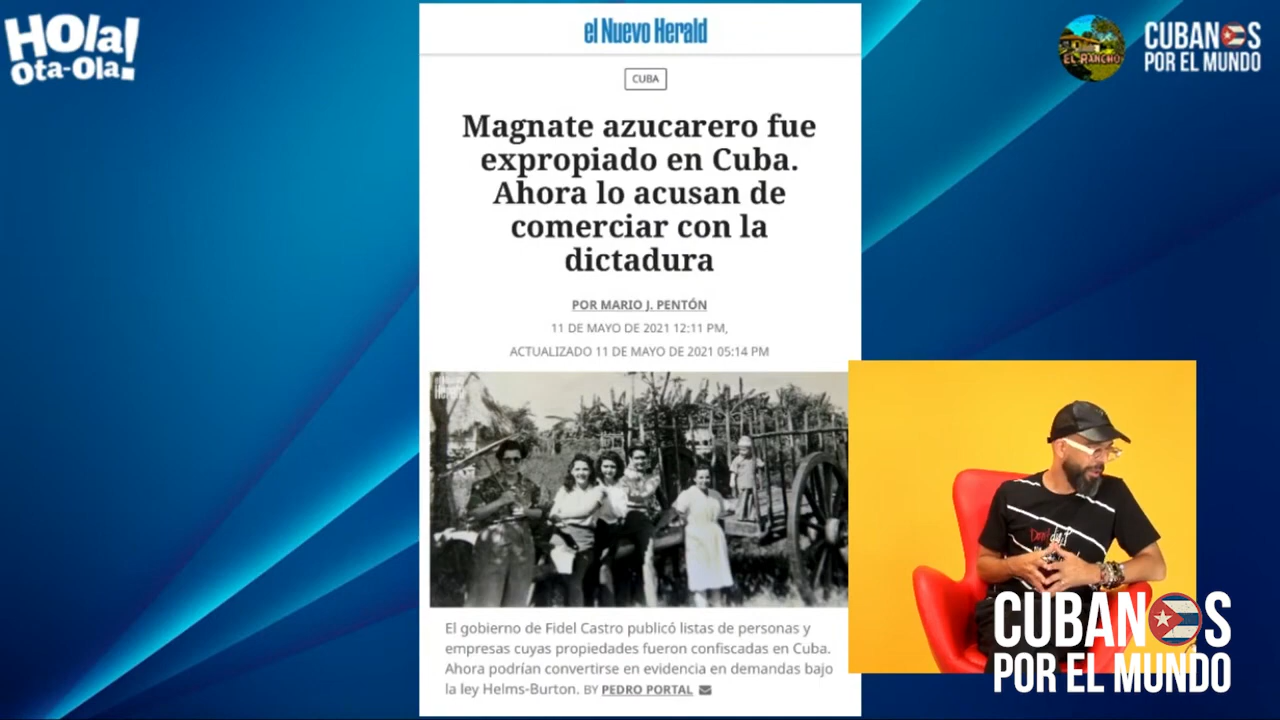 HOla!
Ota-Ola!
el Nuevo Herald
EL RANCHO
CUBANOS
POR EL MUNDO
CUBA
Magnate azucarero fue
expropiado en Cuba.
Ahora lo acusan de
comerciar con la
dictadura
POR MARIO J. PENTÓN
11 DE MAYO DE 2021 12:11 PM,
ACTUALIZADO 11 DE MAYO DE 2021 05:14 PM
El gobierno de Fidel Castro publicó listas de personas y
empresas cuyas propiedades fueron confiscadas en Cuba.
Ahora podrían convertirse en evidencia en demandas bajo
la ley Helms-Burton. BY PEDRO PORTAL
CUBANOS
POR EL MUNDO